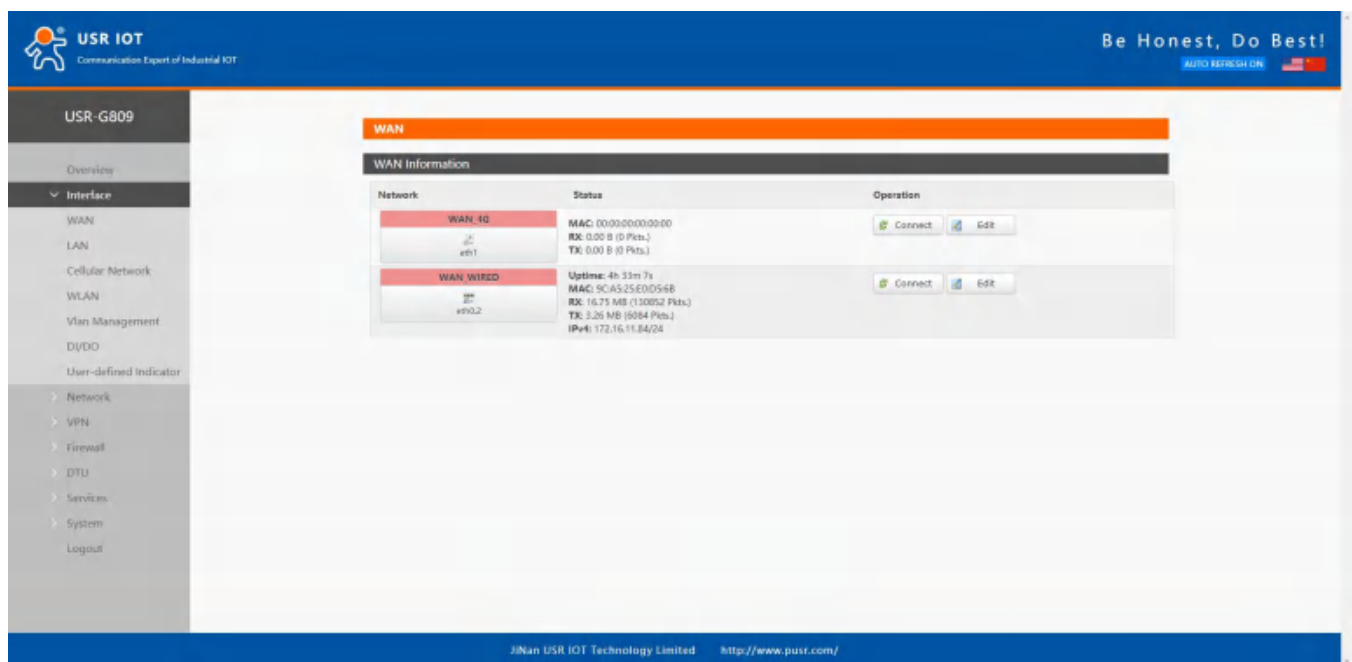 USR IOT
Communication Expert of Industrial IOT
Be Honest, Do Best!
AUTO REFRESH ON
USR-G809
Overview
Interface
WAN
LAN
Cellular Network
WLAN
Vlan Management
DI/DO
User-defined Indicator
Network
VPN
Firewall
DTU
Services
System
Logout
WAN
WAN Information
Network Status Operation
WAN_4G
eth1
MAC: 00:00:00:00:00:00
RX: 0.00 B (0 Pkts.)
TX: 0.00 B (0 Pkts.)
Connect Edit
WAN_WIRED
eth0.2
Uptime: 4h 33m 7s
MAC: 9C:A5:25:E0:D5:6B
RX: 16.75 MB (130852 Pkts.)
TX: 3.26 MB (6084 Pkts.)
IPv4: 172.16.11.84/24
Connect Edit
JiNan USR IOT Technology Limited http://www.pusr.com/